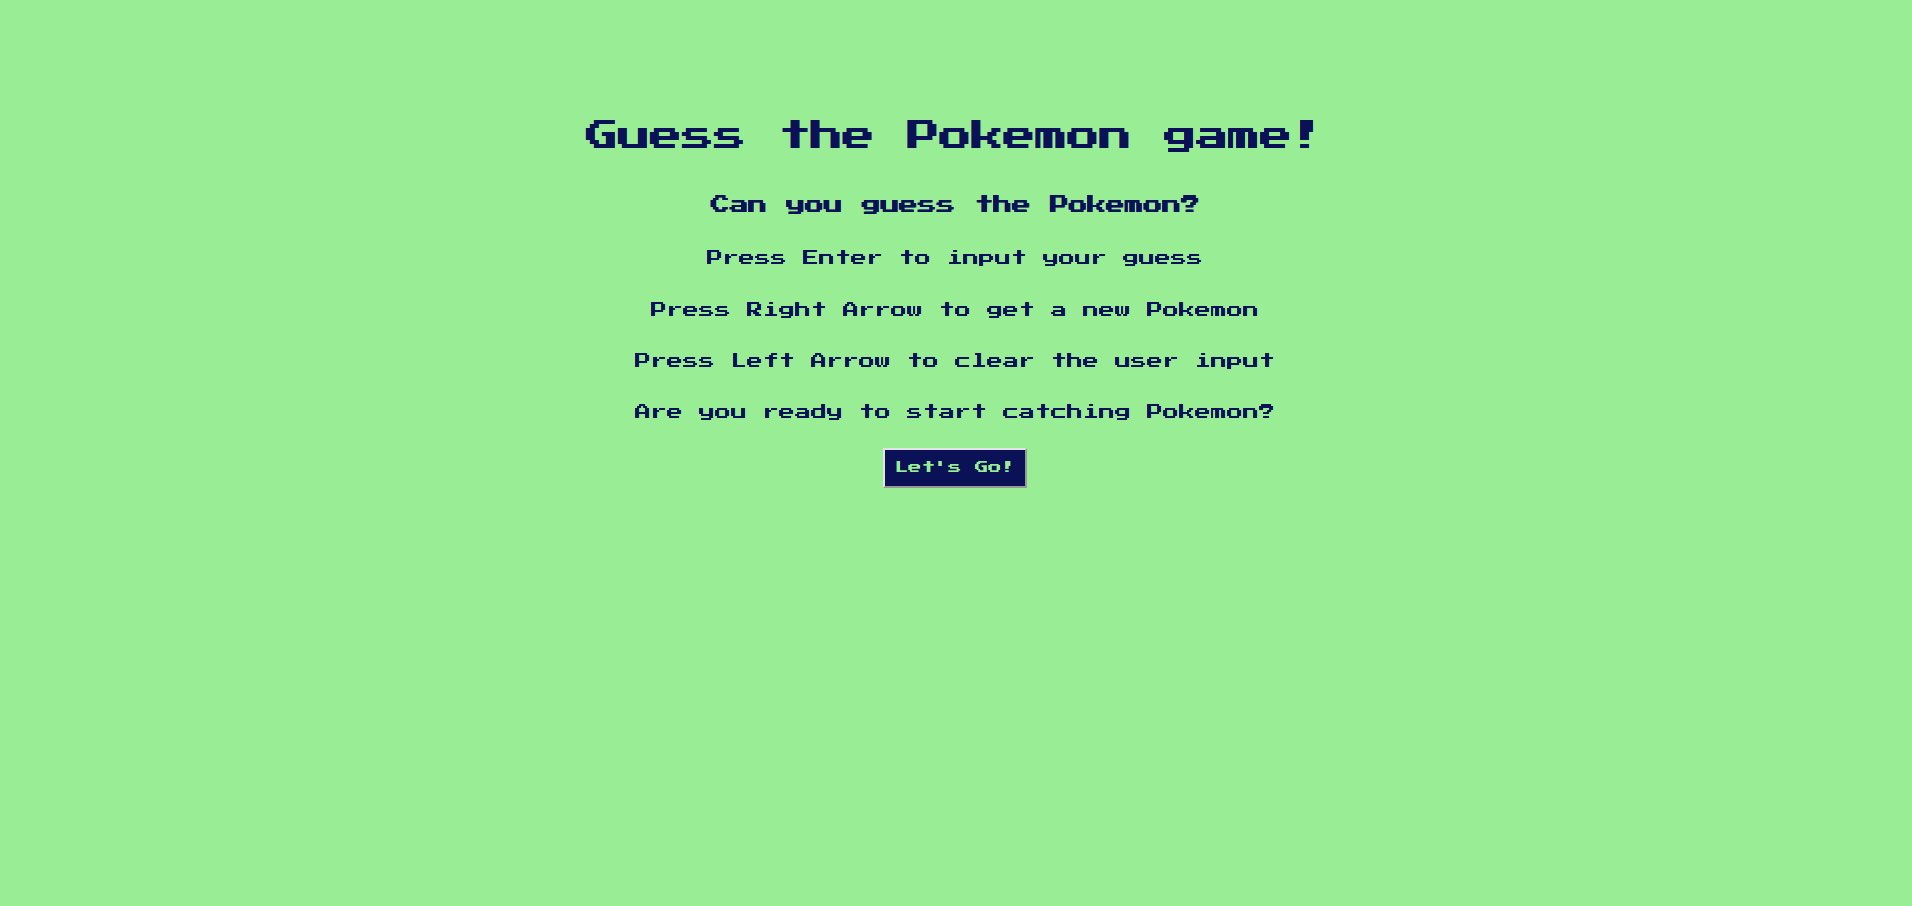 Guess the Pokemon game!
Can you guess the Pokemon?
Press Enter to input your guess
Press Right Arrow to get a new Pokemon
Press Left Arrow to clear the user input
Are you ready to start catching Pokemon?
Let's Go!